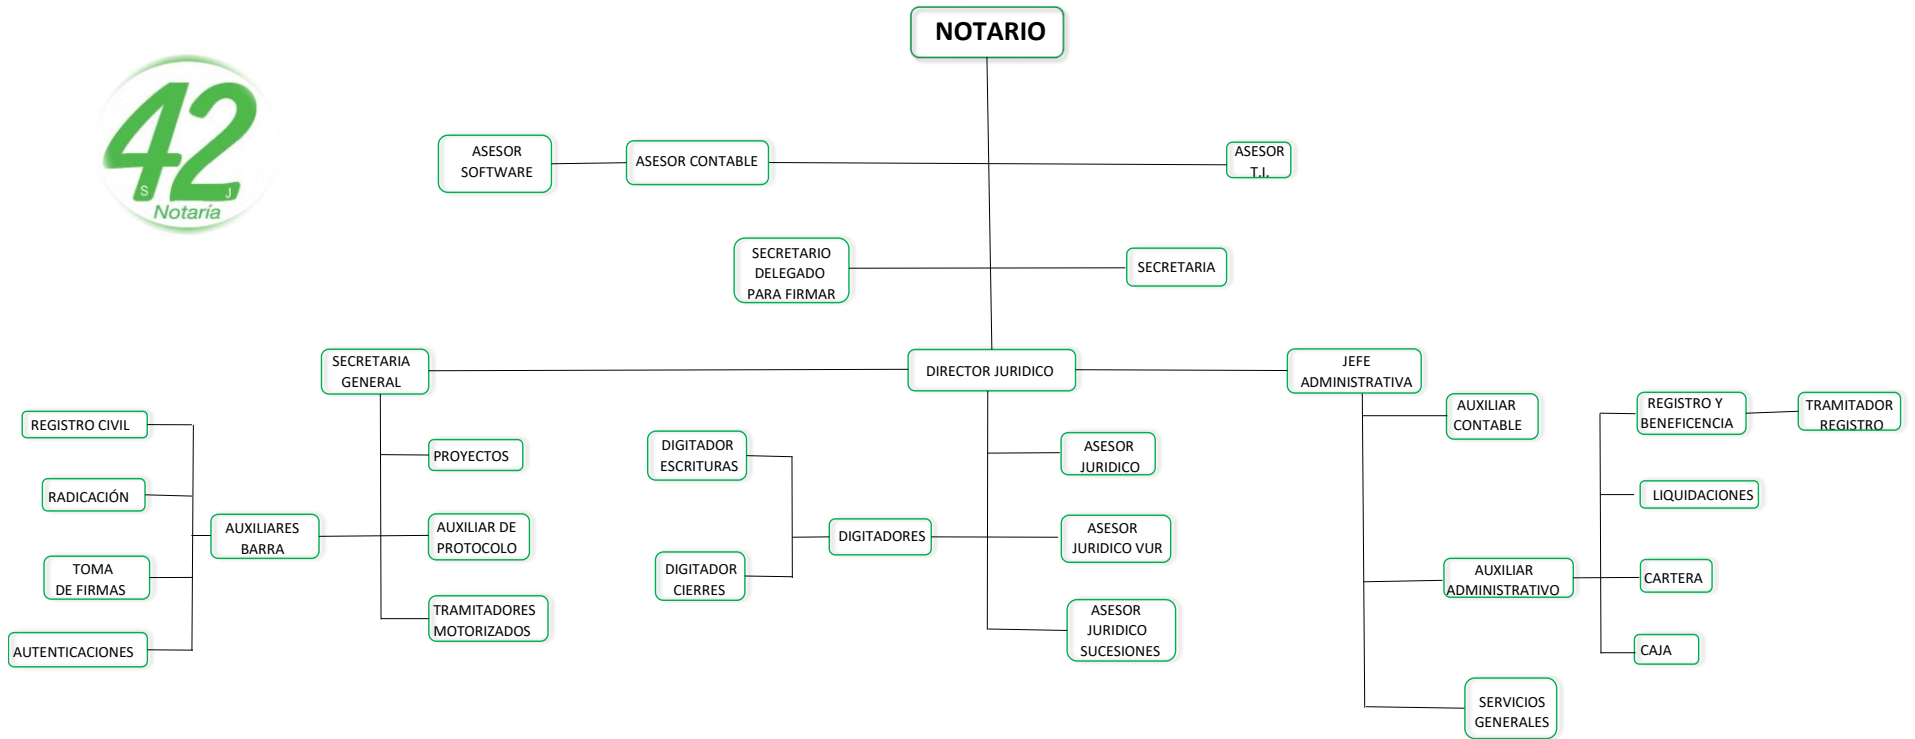 NOTARIO
42
S J
Notaría
ASESOR
SOFTWARE
ASESOR CONTABLE
ASESOR
T.I.
SECRETARIO
DELEGADO
PARA FIRMAR
SECRETARIA
SECRETARIA
GENERAL
DIRECTOR JURIDICO
JEFE
ADMINISTRATIVA
REGISTRO CIVIL
RADICACIÓN
TOMA
DE FIRMAS
AUTENTICACIONES
AUXILIARES
BARRA
PROYECTOS
AUXILIAR DE
PROTOCOLO
TRAMITADORES
MOTORIZADOS
DIGITADOR
ESCRITURAS
DIGITADOR
CIERRES
DIGITADORES
ASESOR
JURIDICO
ASESOR
JURIDICO VUR
ASESOR
JURIDICO
SUCESIONES
AUXILIAR
CONTABLE
AUXILIAR
ADMINISTRATIVO
SERVICIOS
GENERALES
REGISTRO Y
BENEFICENCIA
TRAMITADOR
REGISTRO
LIQUIDACIONES
CARTERA
CAJA